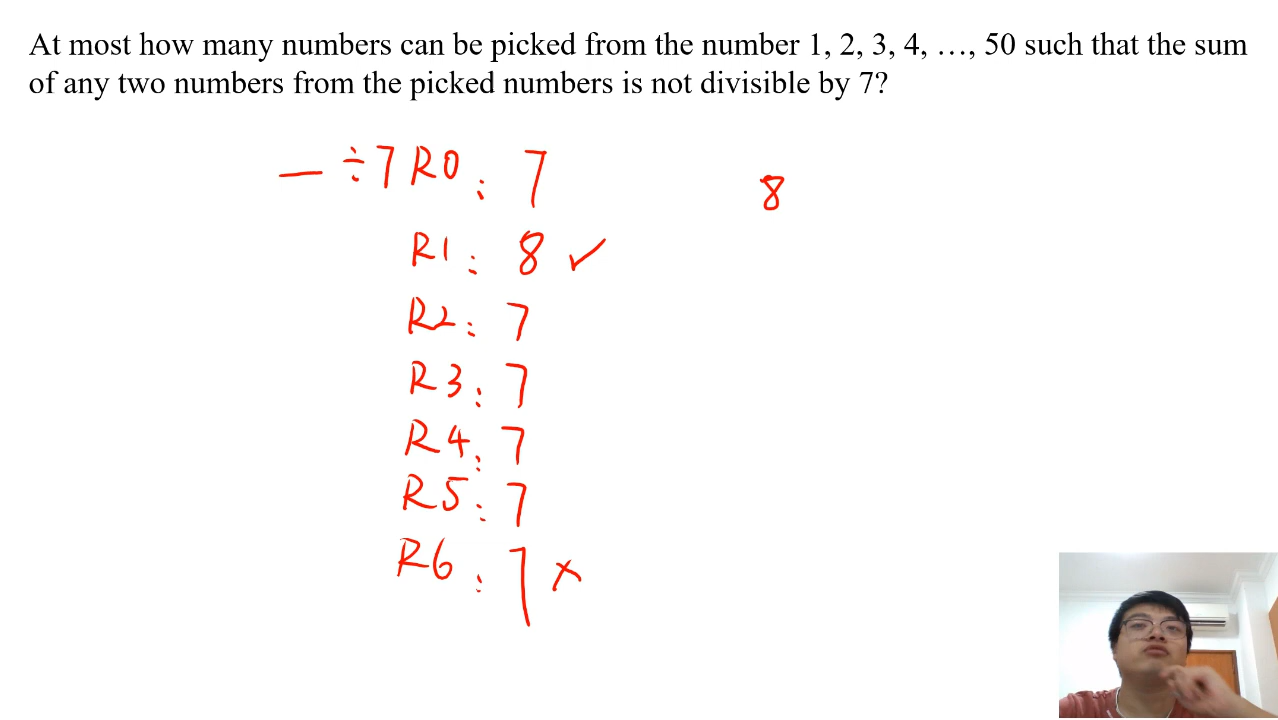 At most how many numbers can be picked from the number 1, 2, 3, 4, …, 50 such that the sum
of any two numbers from the picked numbers is not divisible by 7?
— ÷7 R0 : 7
8
R1 : 8 ✓
R2 : 7
R3 : 7
R4 : 7
R5 : 7
R6 : 7 ×